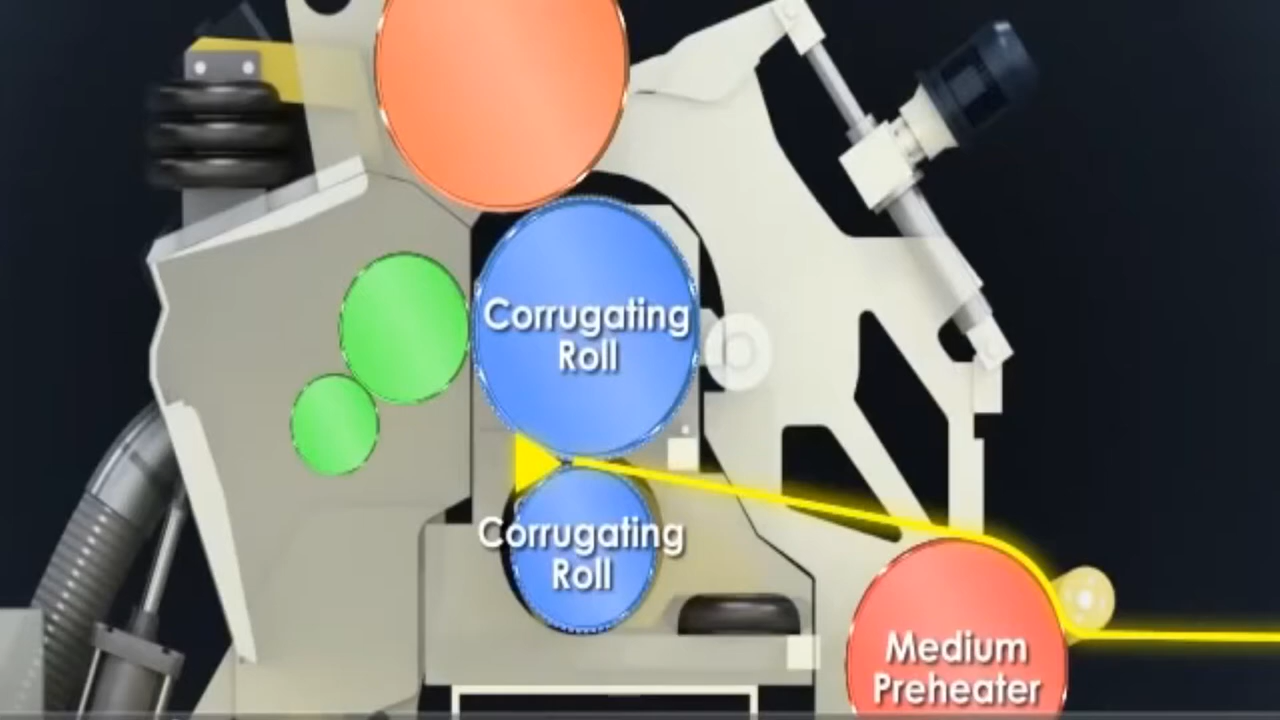 Corrugating
Roll
Corrugating
Roll
Medium
Preheater